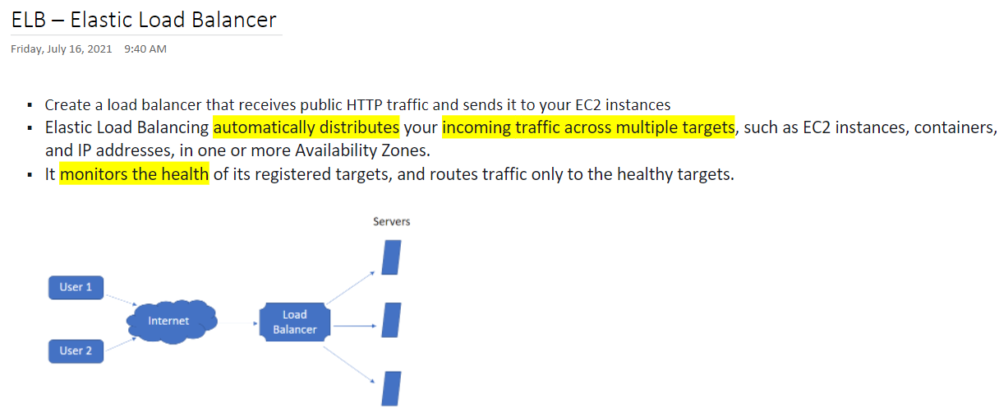 ELB – Elastic Load Balancer
Friday, July 16, 2021 9:40 AM
▪ Create a load balancer that receives public HTTP traffic and sends it to your EC2 instances
▪ Elastic Load Balancing automatically distributes your incoming traffic across multiple targets, such as EC2 instances, containers,
and IP addresses, in one or more Availability Zones.
▪ It monitors the health of its registered targets, and routes traffic only to the healthy targets.
Servers
User 1
Internet
Load
Balancer
User 2